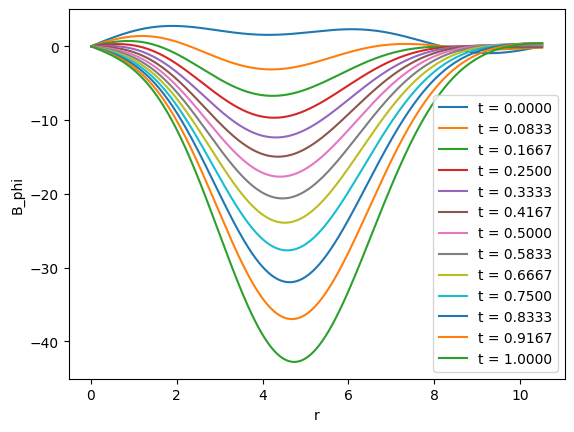 B_phi
0
−10
−20
−30
−40
t = 0.0000
t = 0.0833
t = 0.1667
t = 0.2500
t = 0.3333
t = 0.4167
t = 0.5000
t = 0.5833
t = 0.6667
t = 0.7500
t = 0.8333
t = 0.9167
t = 1.0000
0 2 4 6 8 10
r